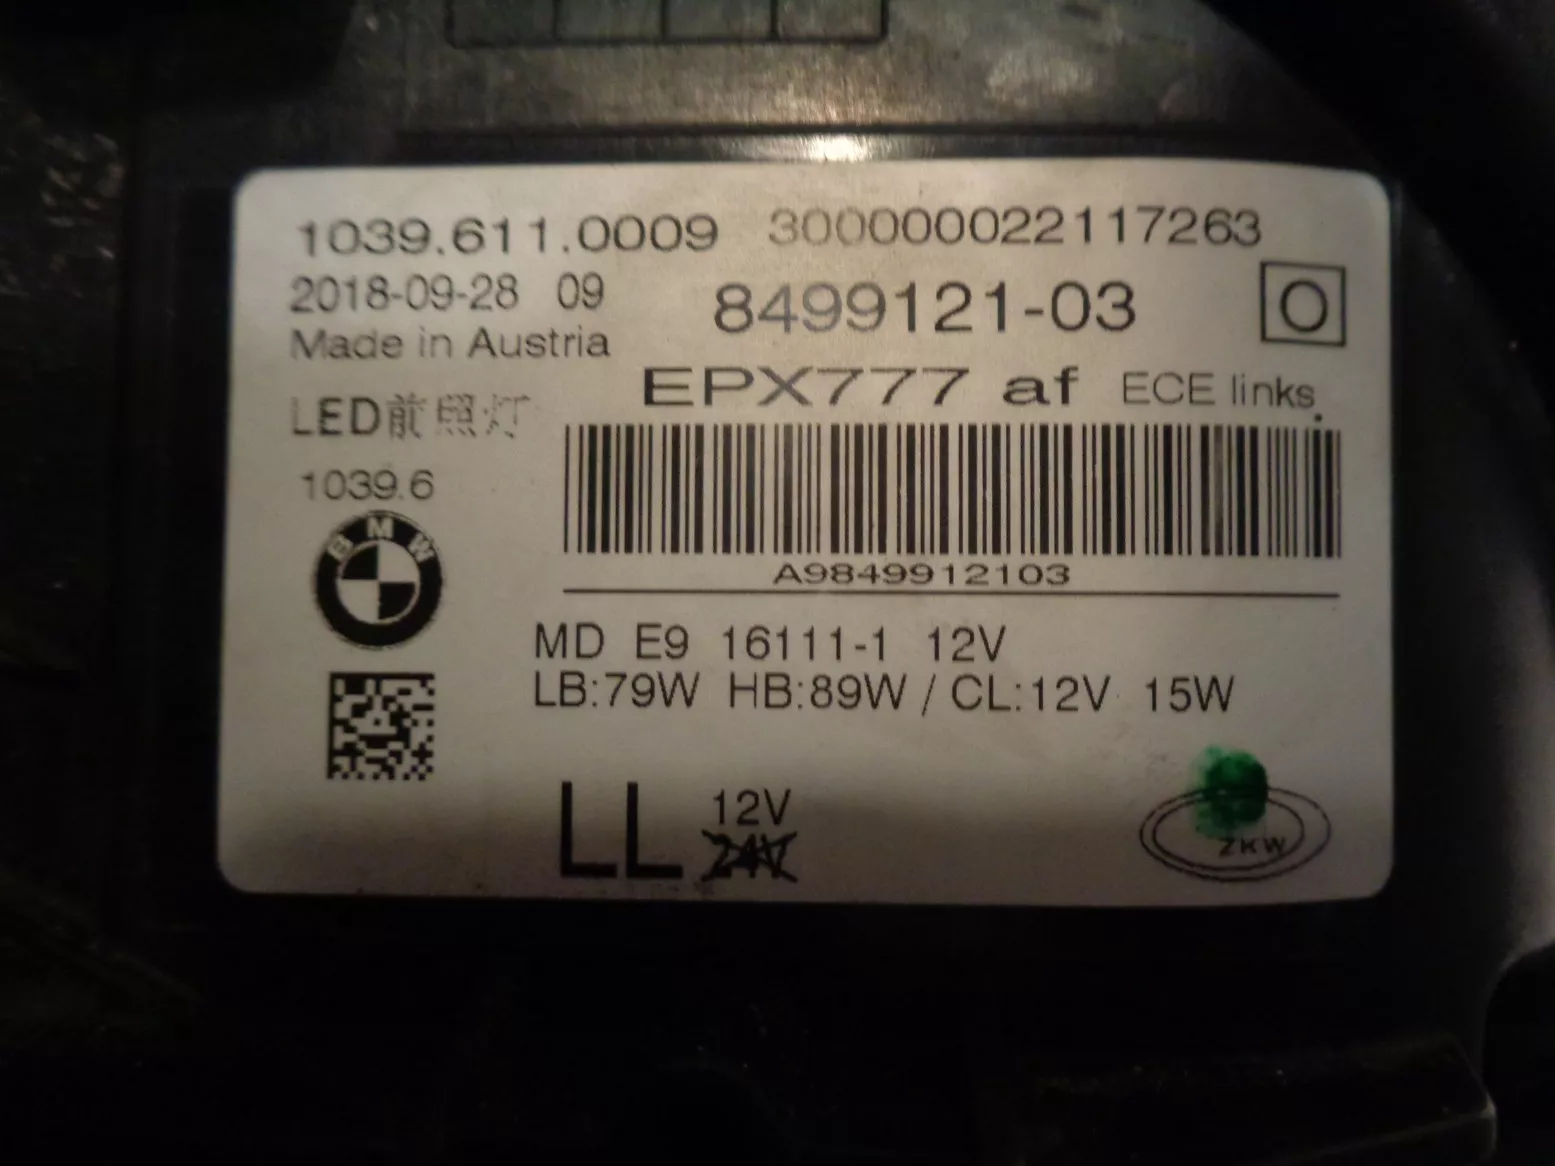 1039.611.0009 300000022117263
2018-09-28 09
8499121-03
O
Made in Austria
EPX777 af ECE links
LED前照灯
1039.6
BMW
A9849912103
MD E9 16111-1 12V
LB:79W HB:89W / CL:12V 15W
LL 12V
24V
ZKW